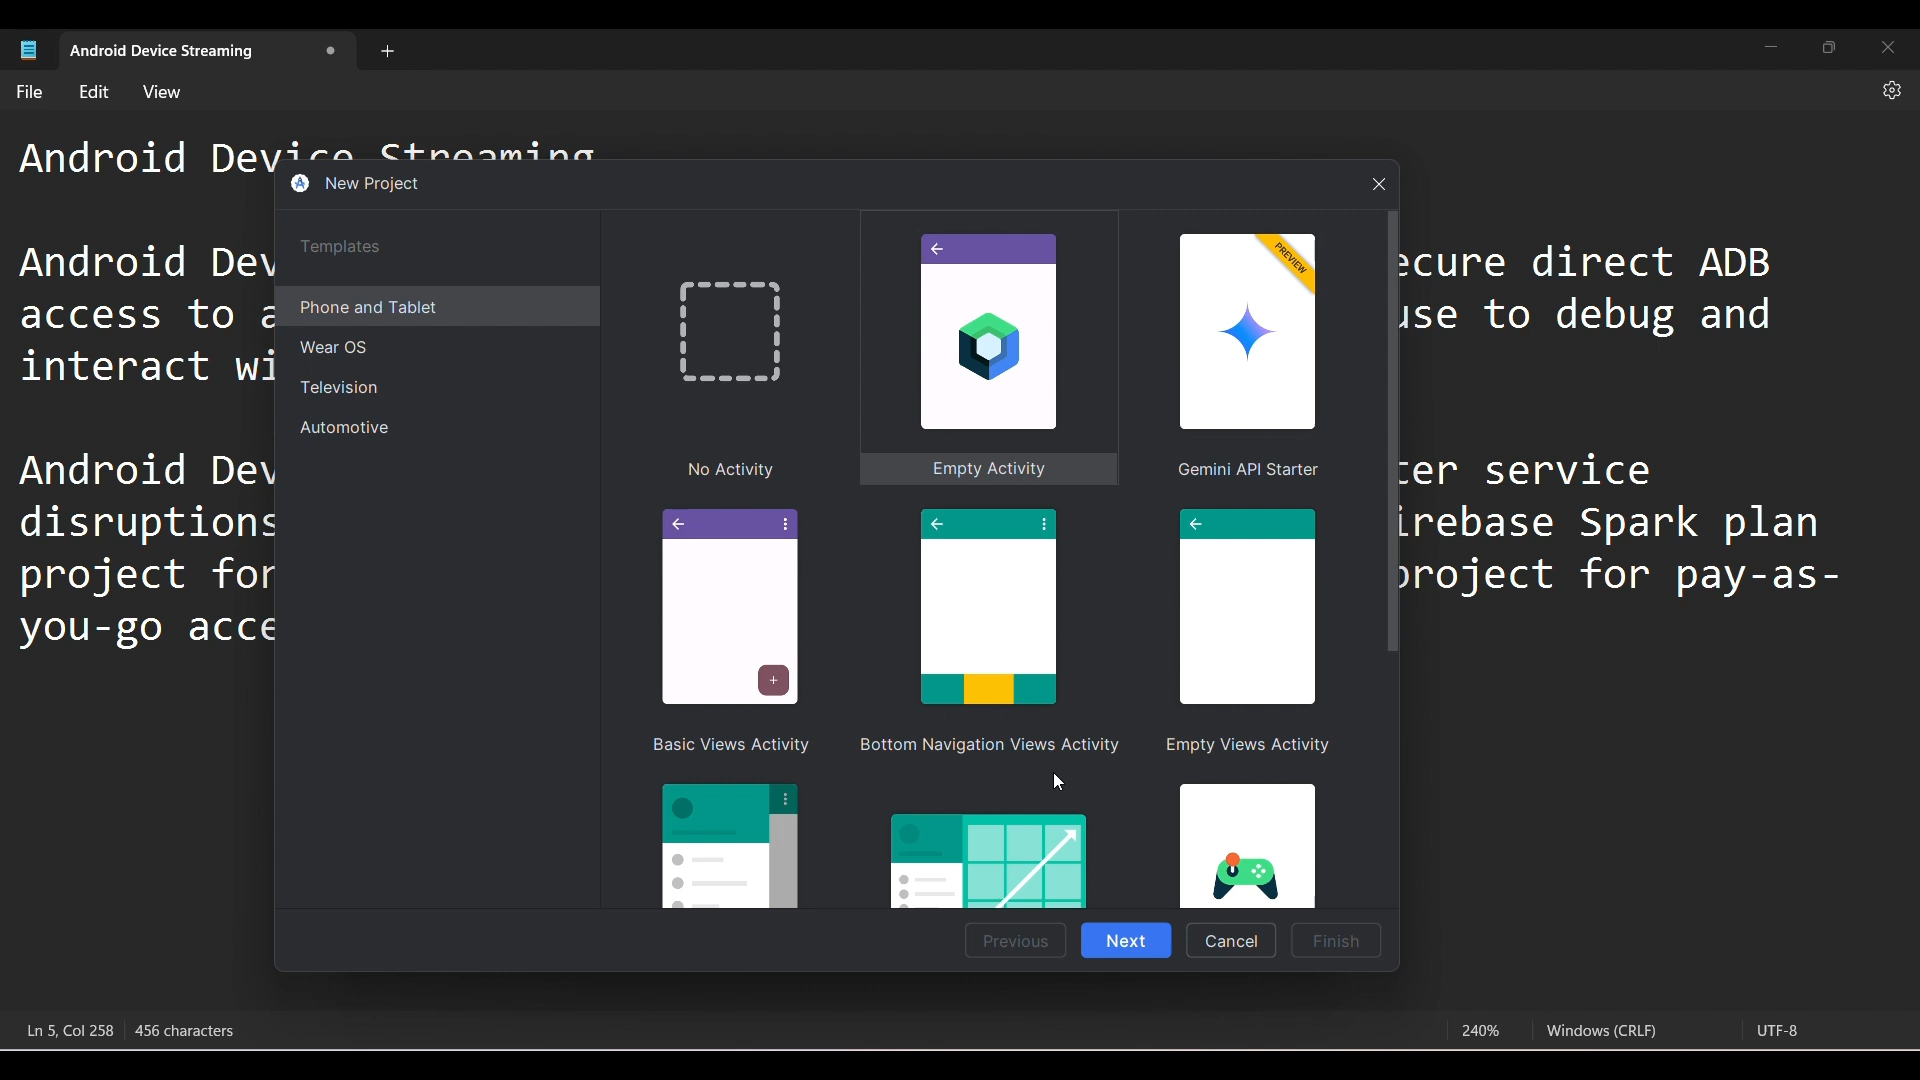 Android Device Streaming
File Edit View
Android Device Streaming
New Project
Templates
Phone and Tablet
Wear OS
Television
Automotive
PREVIEW
No Activity
Empty Activity
Gemini API Starter
Basic Views Activity
Bottom Navigation Views Activity
Empty Views Activity
Previous Next Cancel Finish
Android Dev ecure direct ADB
access to a use to debug and
interact wi
Android Dev ter service
disruptions irebase Spark plan
project for project for pay-as-
you-go acce
Ln 5, Col 258 456 characters 240% Windows (CRLF) UTF-8